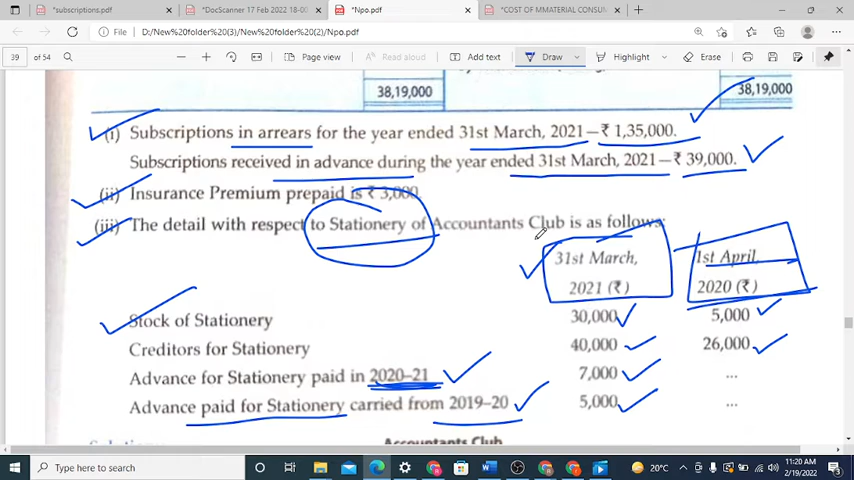 *subscriptions.pdf
*DocScanner 17 Feb 2022 18-00
*Npo.pdf
*COST OF MMATERIAL CONSUM
File D:/New%20folder%20(3)/New%20folder%20(2)/Npo.pdf
39 of 54 Page view Add text Draw Highlight Erase
38,19,000 38,19,000
(i) Subscriptions in arrears for the year ended 31st March, 2021—₹ 1,35,000.
Subscriptions received in advance during the year ended 31st March, 2021—₹ 39,000.
(ii) Insurance Premium prepaid is ₹ 3,000.
(iii) The detail with respect to Stationery of Accountants Club is as follows:
31st March, 1st April,
2021 (₹) 2020 (₹)
Stock of Stationery 30,000 5,000
Creditors for Stationery 40,000 26,000
Advance for Stationery paid in 2020–21 7,000 ...
Advance paid for Stationery carried from 2019–20 5,000 ...
Accountants Club
Type here to search 20°C 11:20 AM
2/19/2022